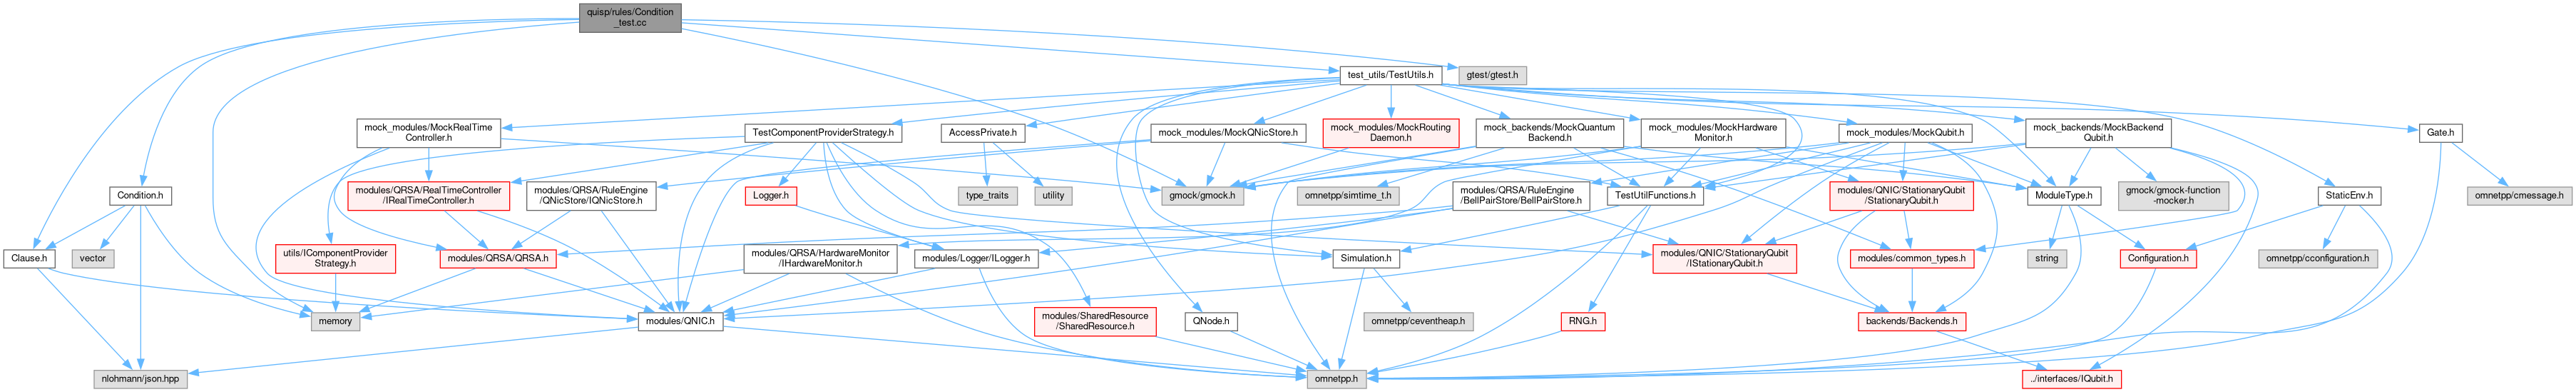 quisp/rules/Condition
_test.cc
test_utils/TestUtils.h
gtest/gtest.h
mock_modules/MockRealTime
Controller.h
TestComponentProviderStrategy.h
AccessPrivate.h
mock_modules/MockQNicStore.h
mock_modules/MockRouting
Daemon.h
mock_backends/MockQuantum
Backend.h
mock_modules/MockHardware
Monitor.h
mock_modules/MockQubit.h
mock_backends/MockBackend
Qubit.h
Gate.h
Condition.h
modules/QRSA/RealTimeController
/IRealTimeController.h
modules/QRSA/RuleEngine
/QNicStore/IQNicStore.h
Logger.h
type_traits
utility
gmock/gmock.h
omnetpp/simtime_t.h
modules/QRSA/RuleEngine
/BellPairStore/BellPairStore.h
TestUtilFunctions.h
modules/QNIC/StationaryQubit
/StationaryQubit.h
ModuleType.h
gmock/gmock-function
-mocker.h
StaticEnv.h
omnetpp/cmessage.h
Clause.h
vector
utils/IComponentProvider
Strategy.h
modules/QRSA/QRSA.h
modules/QRSA/HardwareMonitor
/IHardwareMonitor.h
modules/Logger/ILogger.h
Simulation.h
modules/QNIC/StationaryQubit
/IStationaryQubit.h
modules/common_types.h
string
Configuration.h
omnetpp/cconfiguration.h
memory
modules/QNIC.h
modules/SharedResource
/SharedResource.h
QNode.h
omnetpp/ceventheap.h
RNG.h
backends/Backends.h
nlohmann/json.hpp
omnetpp.h
../interfaces/IQubit.h